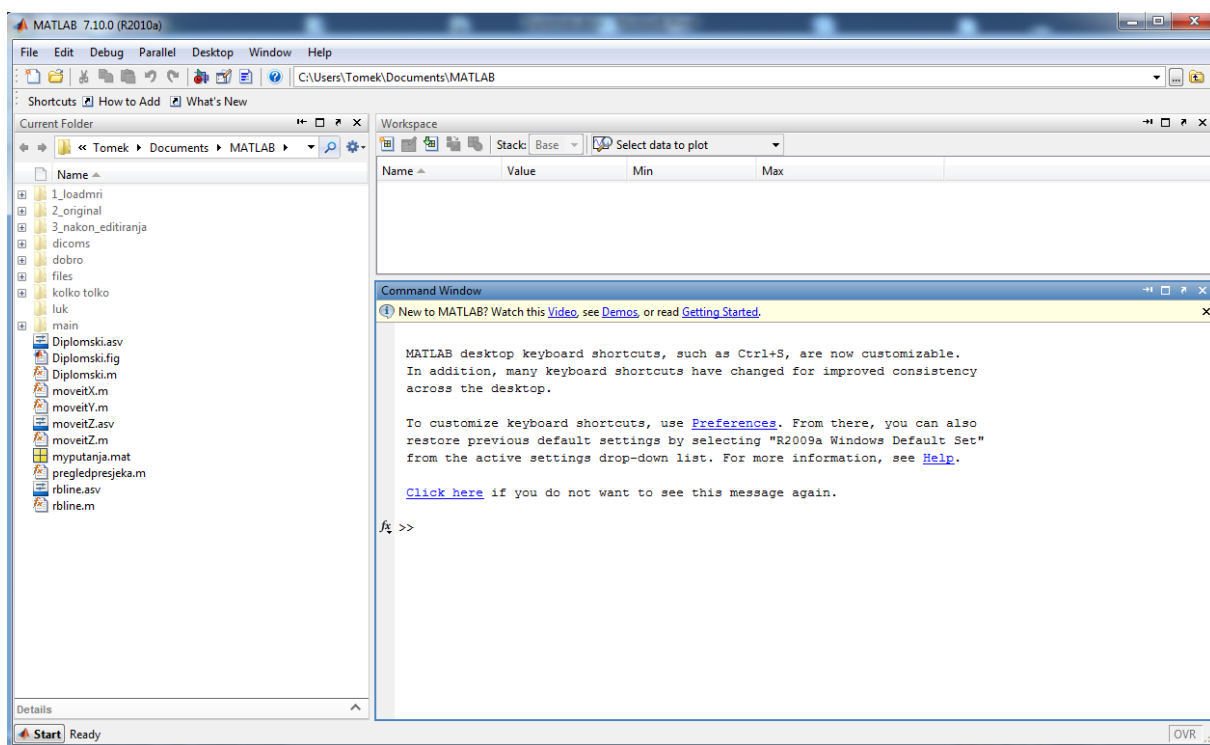 MATLAB 7.10.0 (R2010a)
File Edit Debug Parallel Desktop Window Help
C:\Users\Tomek\Documents\MATLAB
Shortcuts How to Add What's New
Current Folder
« Tomek Documents MATLAB
Name
1_loadmri
2_original
3_nakon_editiranja
dicoms
dobro
files
kolko tolko
luk
main
Diplomski.asv
Diplomski.fig
Diplomski.m
moveitX.m
moveitY.m
moveitZ.asv
moveitZ.m
myputanja.mat
pregledpresjeka.m
rbline.asv
rbline.m
Details
Workspace
Stack: Base Select data to plot
Name Value Min Max
Command Window
New to MATLAB? Watch this Video, see Demos, or read Getting Started.
MATLAB desktop keyboard shortcuts, such as Ctrl+S, are now customizable.
In addition, many keyboard shortcuts have changed for improved consistency
across the desktop.
To customize keyboard shortcuts, use Preferences. From there, you can also
restore previous default settings by selecting "R2009a Windows Default Set"
from the active settings drop-down list. For more information, see Help.
Click here if you do not want to see this message again.
fx >>
Start Ready
OVR